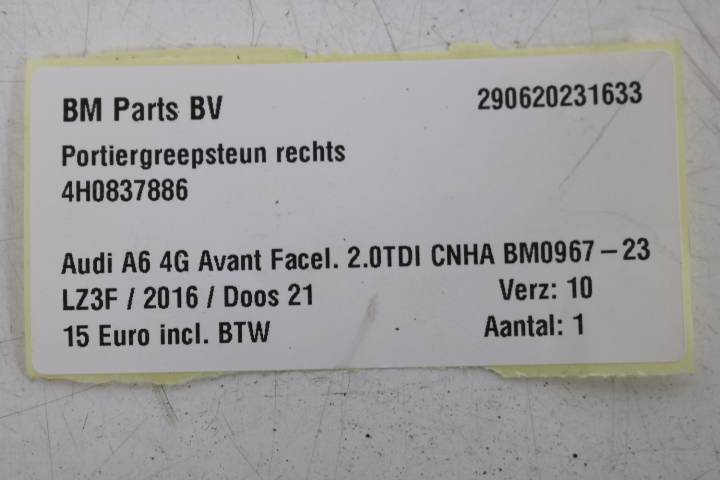 BM Parts BV 290620231633
Portiergreepsteun rechts
4H0837886
Audi A6 4G Avant Facel. 2.0TDI CNHA BM0967-23
LZ3F / 2016 / Doos 21 Verz: 10
15 Euro incl. BTW Aantal: 1